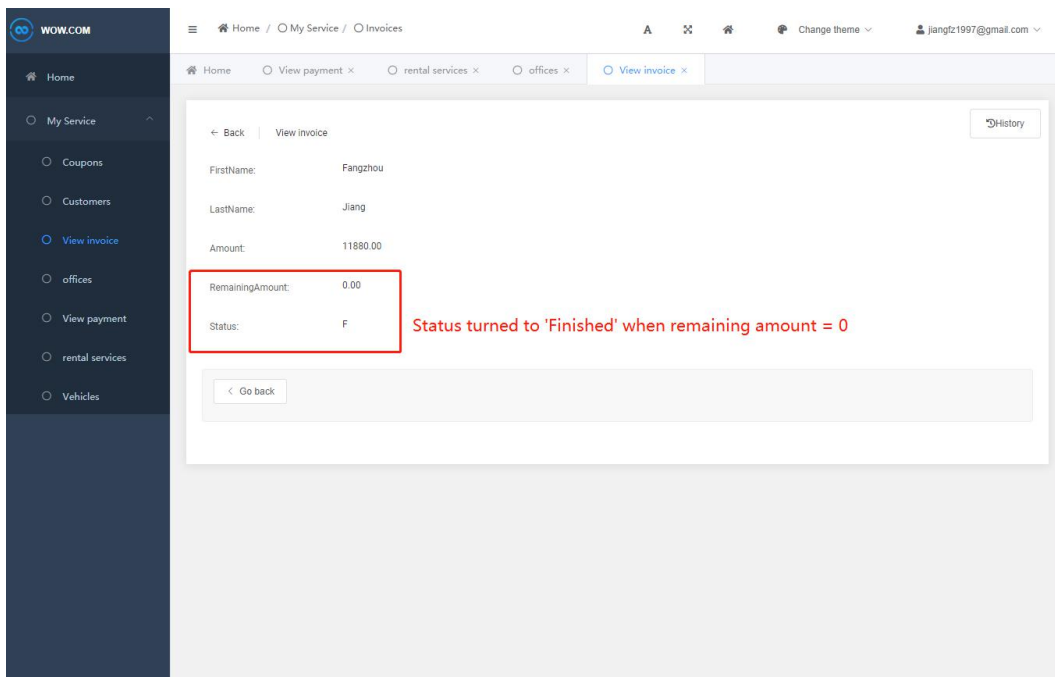 WOW.COM
Home / My Service / Invoices
A
Change theme
jiangfz1997@gmail.com
Home
View payment ×
rental services ×
offices ×
View invoice ×
Home
My Service
Coupons
Customers
View invoice
offices
View payment
rental services
Vehicles
← Back
View invoice
History
FirstName: Fangzhou
LastName: Jiang
Amount: 11880.00
RemainingAmount: 0.00
Status: F
Status turned to 'Finished' when remaining amount = 0
< Go back